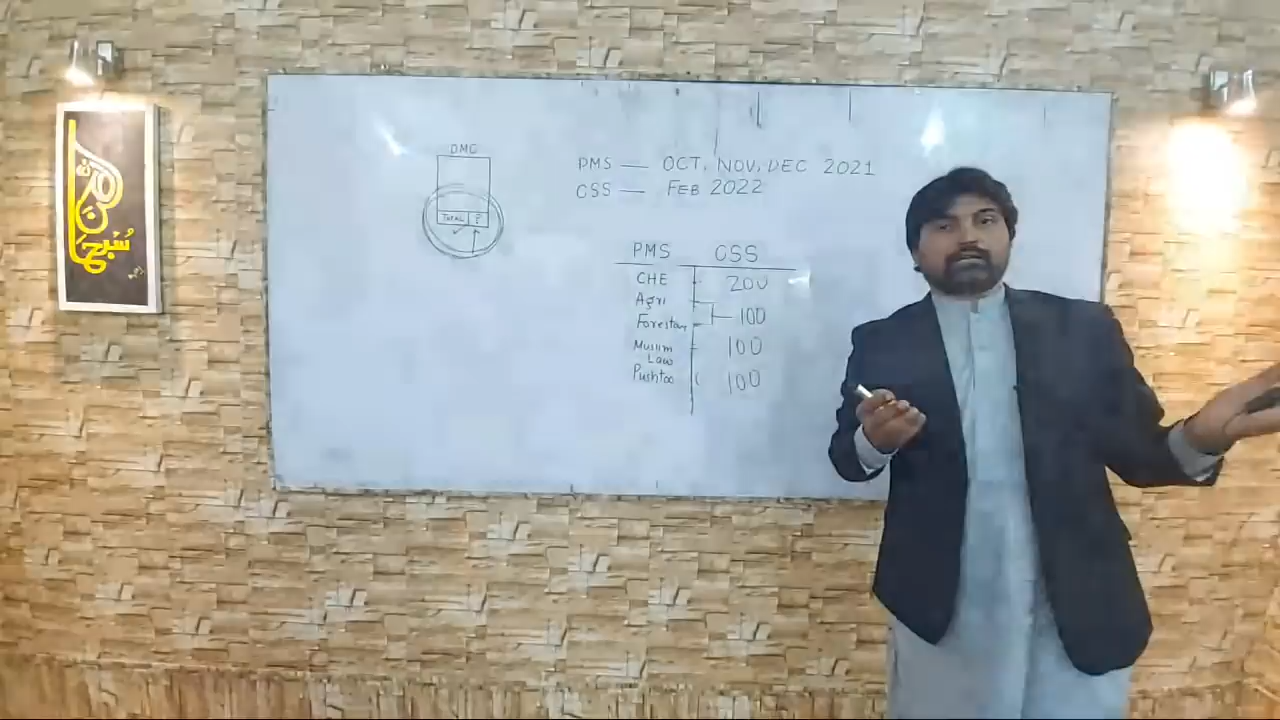 سُبحان
DMC
TOTAL ?
PMS — OCT, NOV, DEC 2021
CSS — FEB 2022
PMS CSS
CHE 200
Agri
Forestry 100
Muslim
Law 100
Pushtoo 100